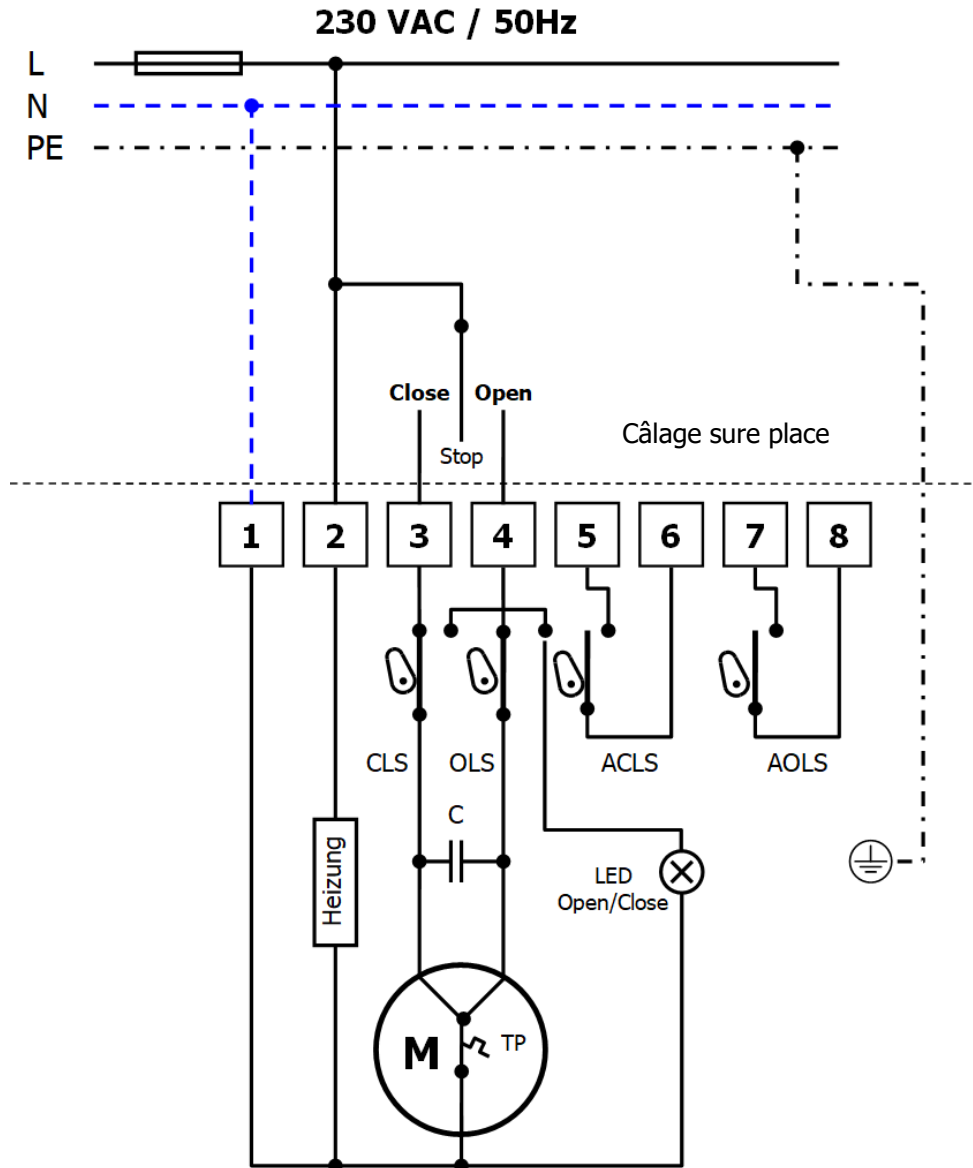 230 VAC / 50Hz
L
N
PE
Close Open
Stop
Câlage sure place
1 2 3 4 5 6 7 8
CLS OLS ACLS AOLS
C
Heizung
LED
Open/Close
M
TP